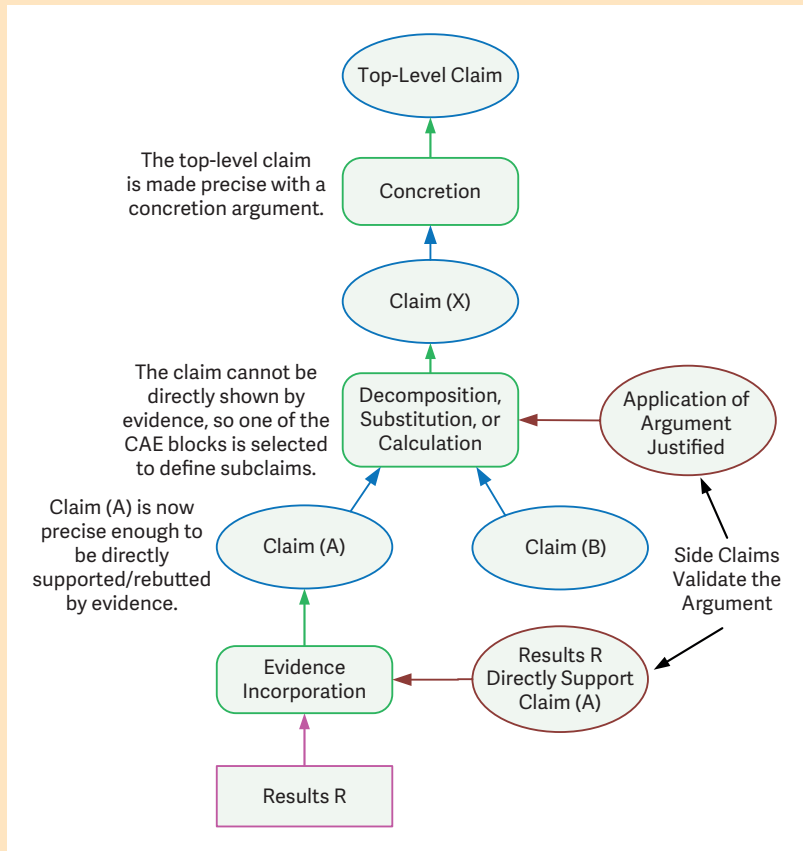 Top-Level Claim
The top-level claim
is made precise with a
concretion argument.
Concretion
Claim (X)
The claim cannot be
directly shown by
evidence, so one of the
CAE blocks is selected
to define subclaims.
Decomposition,
Substitution, or
Calculation
Application of
Argument
Justified
Claim (A) is now
precise enough to
be directly
supported/rebutted
by evidence.
Claim (A)
Claim (B)
Side Claims
Validate the
Argument
Evidence
Incorporation
Results R
Directly Support
Claim (A)
Results R